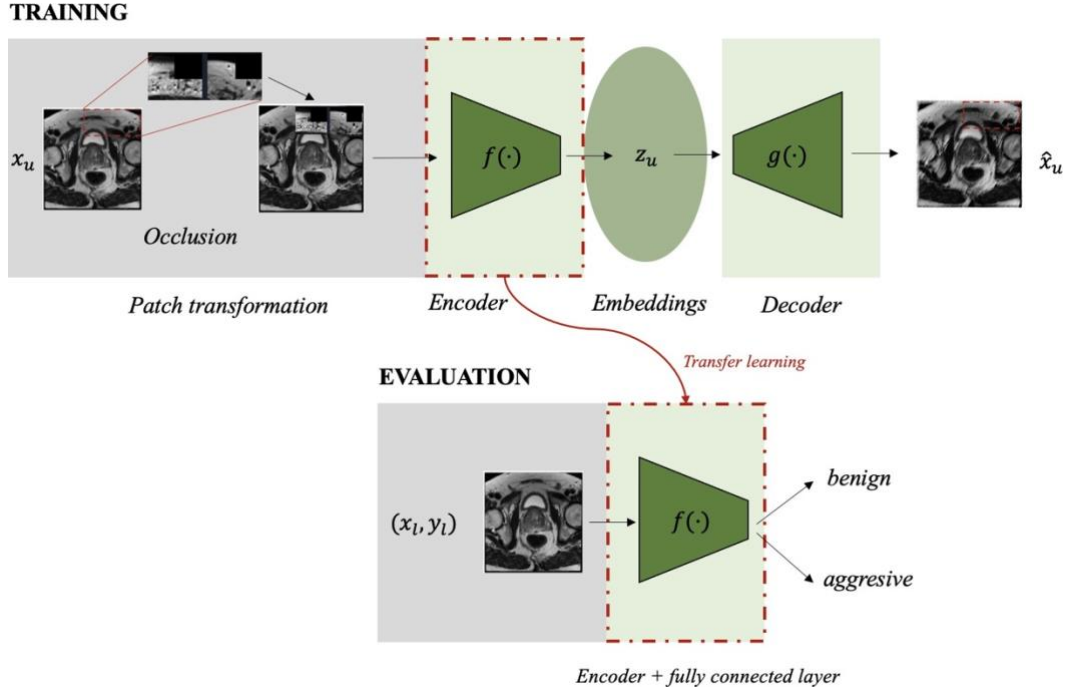 TRAINING
x_u
Occlusion
f(·)
z_u
g(·)
x̂_u
Patch transformation
Encoder
Embeddings
Decoder
Transfer learning
EVALUATION
(x_l, y_l)
f(·)
benign
aggresive
Encoder + fully connected layer